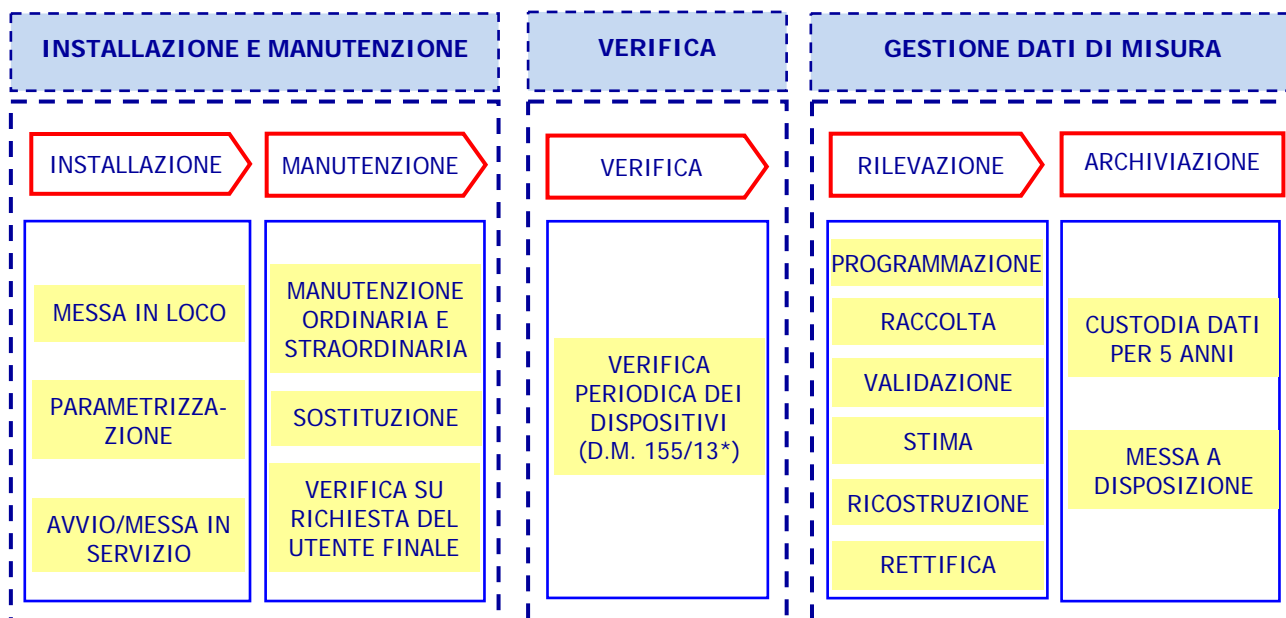 INSTALLAZIONE E MANUTENZIONE
VERIFICA
GESTIONE DATI DI MISURA
INSTALLAZIONE
MANUTENZIONE
VERIFICA
RILEVAZIONE
ARCHIVIAZIONE
MESSA IN LOCO
PARAMETRIZZA-
ZIONE
AVVIO/MESSA IN
SERVIZIO
MANUTENZIONE
ORDINARIA E
STRAORDINARIA
SOSTITUZIONE
VERIFICA SU
RICHIESTA DEL
UTENTE FINALE
VERIFICA
PERIODICA DEI
DISPOSITIVI
(D.M. 155/13*)
PROGRAMMAZIONE
RACCOLTA
VALIDAZIONE
STIMA
RICOSTRUZIONE
RETTIFICA
CUSTODIA DATI
PER 5 ANNI
MESSA A
DISPOSIZIONE